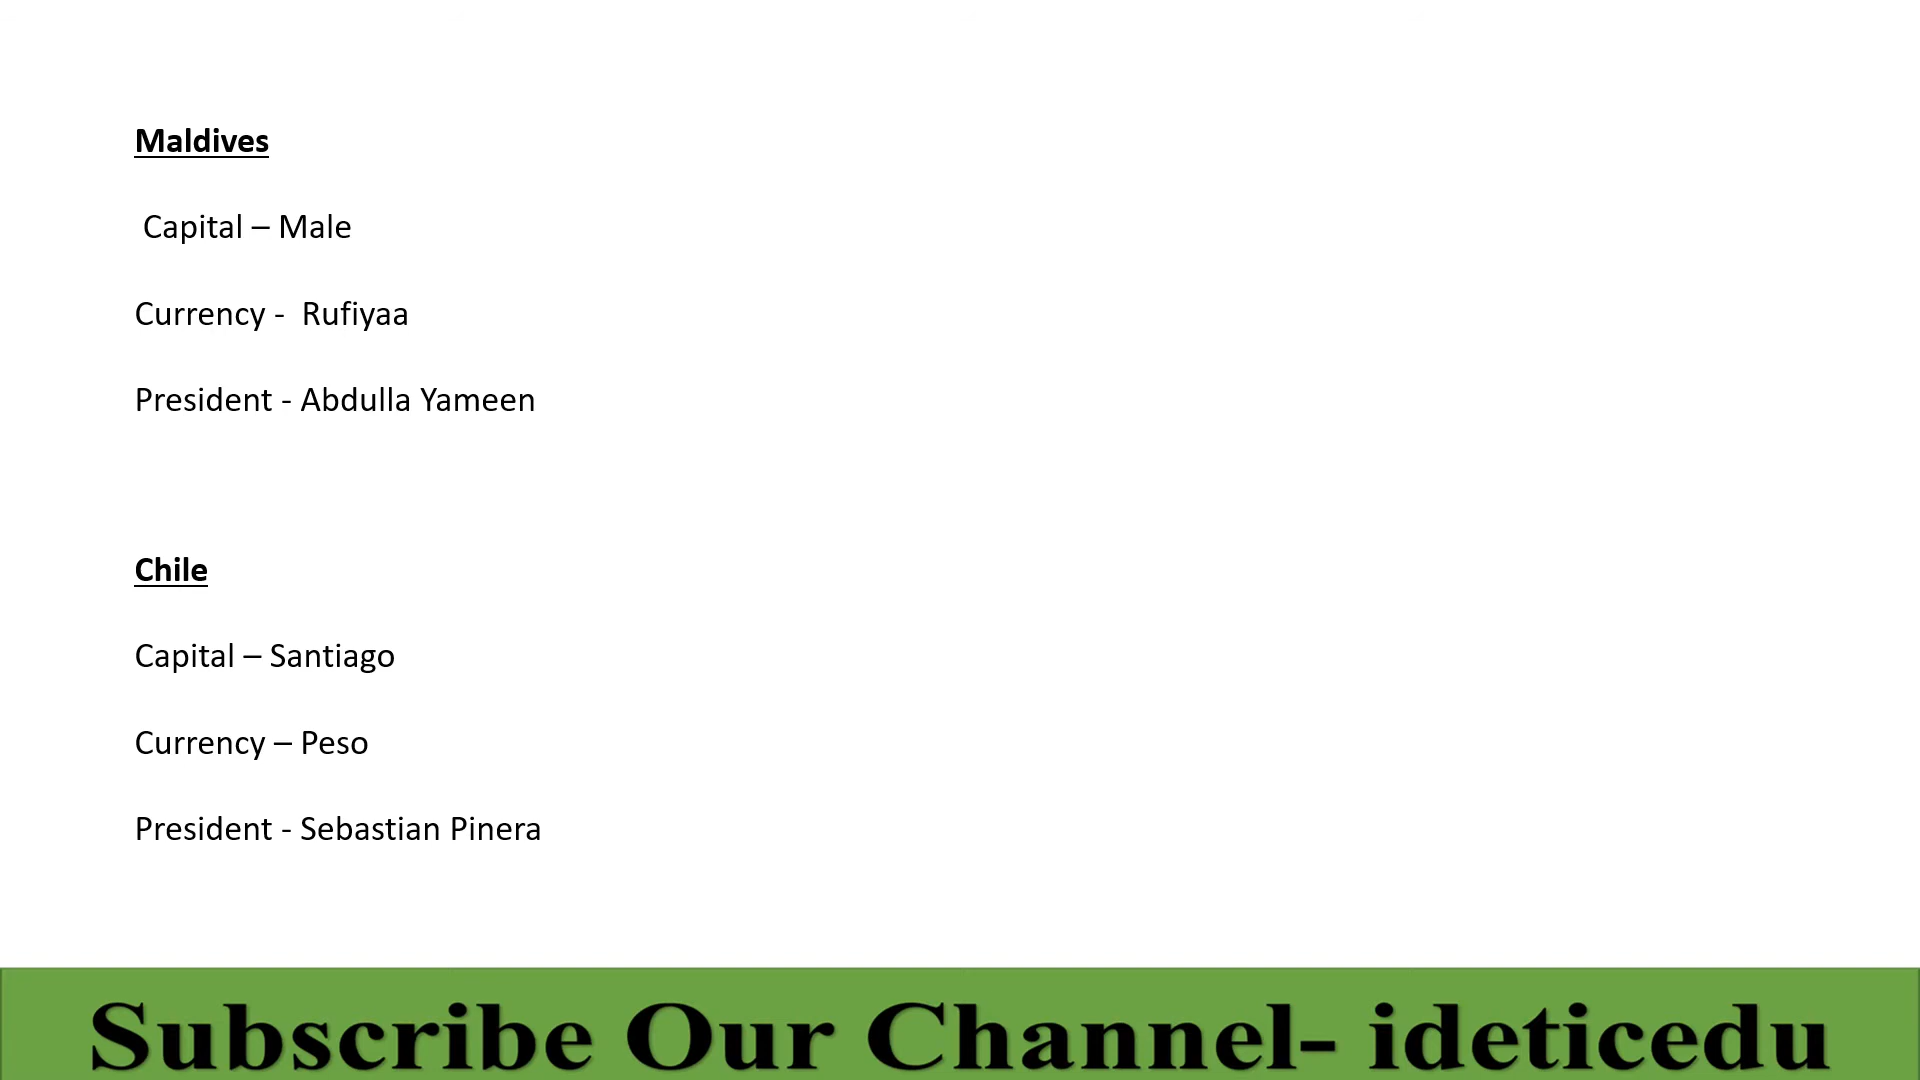 Maldives
Capital – Male
Currency -  Rufiyaa
President - Abdulla Yameen
Chile
Capital – Santiago
Currency – Peso
President - Sebastian Pinera
Subscribe Our Channel- ideticedu